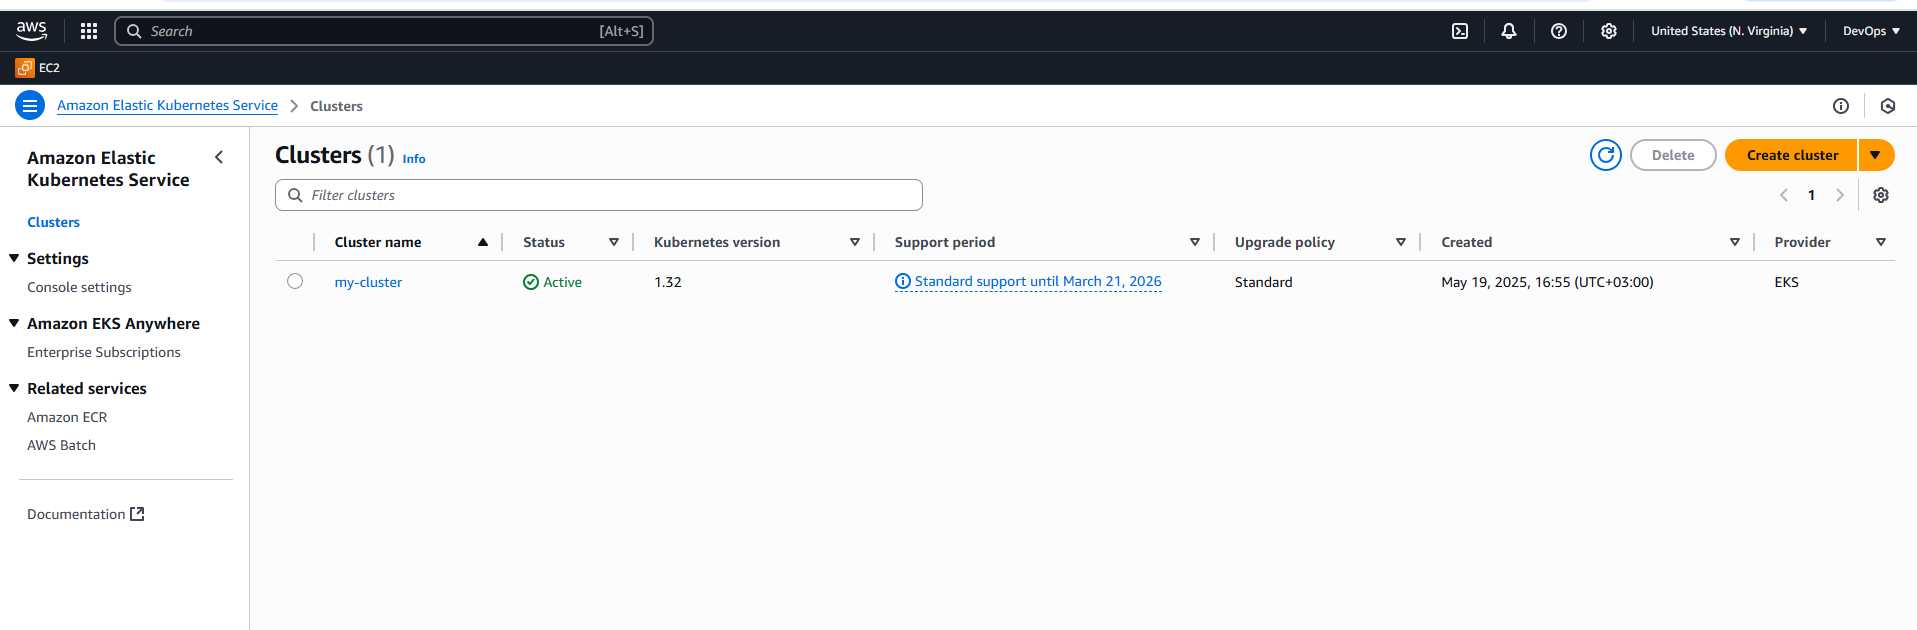 aws
Search [Alt+S]
United States (N. Virginia)
DevOps
EC2
Amazon Elastic Kubernetes Service > Clusters
Amazon Elastic
Kubernetes Service
Clusters
Settings
Console settings
Amazon EKS Anywhere
Enterprise Subscriptions
Related services
Amazon ECR
AWS Batch
Documentation
Clusters (1) Info
Delete
Create cluster
Filter clusters
1
Cluster name Status Kubernetes version Support period Upgrade policy Created Provider
my-cluster Active 1.32 Standard support until March 21, 2026 Standard May 19, 2025, 16:55 (UTC+03:00) EKS